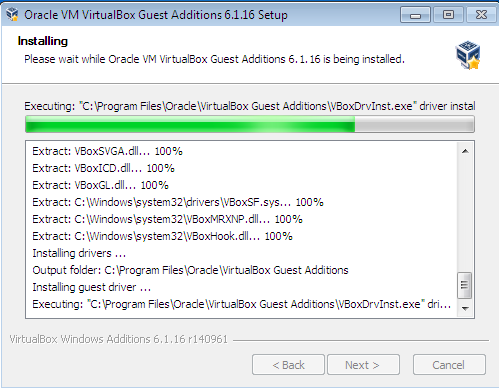 Oracle VM VirtualBox Guest Additions 6.1.16 Setup
Installing
Please wait while Oracle VM VirtualBox Guest Additions 6.1.16 is being installed.
Executing: "C:\Program Files\Oracle\VirtualBox Guest Additions\VBoxDrvInst.exe" driver instal
Extract: VBoxSVGA.dll... 100%
Extract: VBoxICD.dll... 100%
Extract: VBoxGL.dll... 100%
Extract: C:\Windows\system32\drivers\VBoxSF.sys... 100%
Extract: C:\Windows\system32\VBoxMRXNP.dll... 100%
Extract: C:\Windows\system32\VBoxHook.dll... 100%
Installing drivers ...
Output folder: C:\Program Files\Oracle\VirtualBox Guest Additions
Installing guest driver ...
Executing: "C:\Program Files\Oracle\VirtualBox Guest Additions\VBoxDrvInst.exe" dri...
VirtualBox Windows Additions 6.1.16 r140961
< Back Next > Cancel